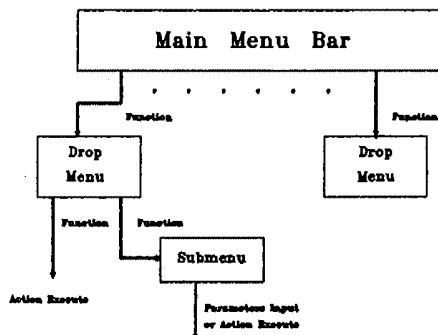 Main Menu Bar
Function
Function
Drop
Menu
Drop
Menu
Function
Function
Submenu
Action Execute
Parameters Input
or Action Execute